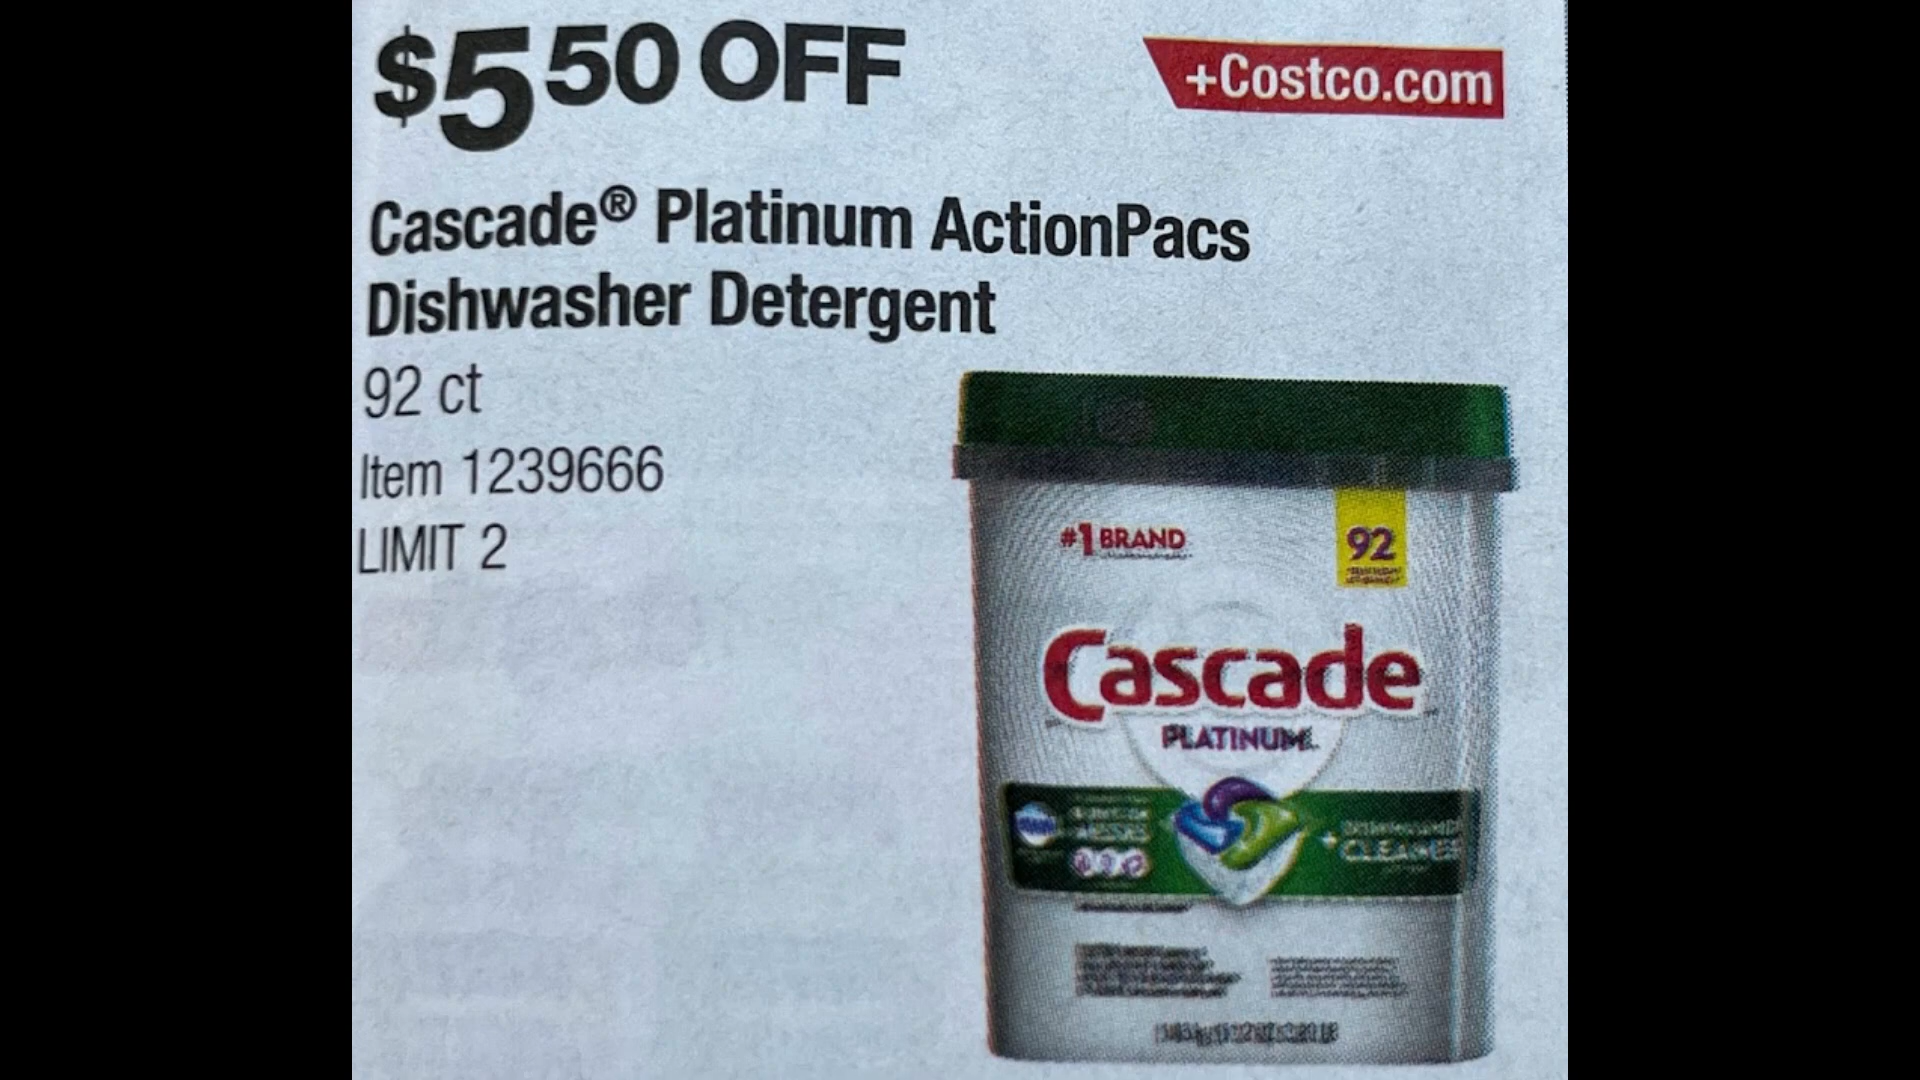 $5 50 OFF
+Costco.com
Cascade® Platinum ActionPacs
Dishwasher Detergent
92 ct
Item 1239666
LIMIT 2
#1 BRAND
92
Cascade
PLATINUM
+
CLEANER